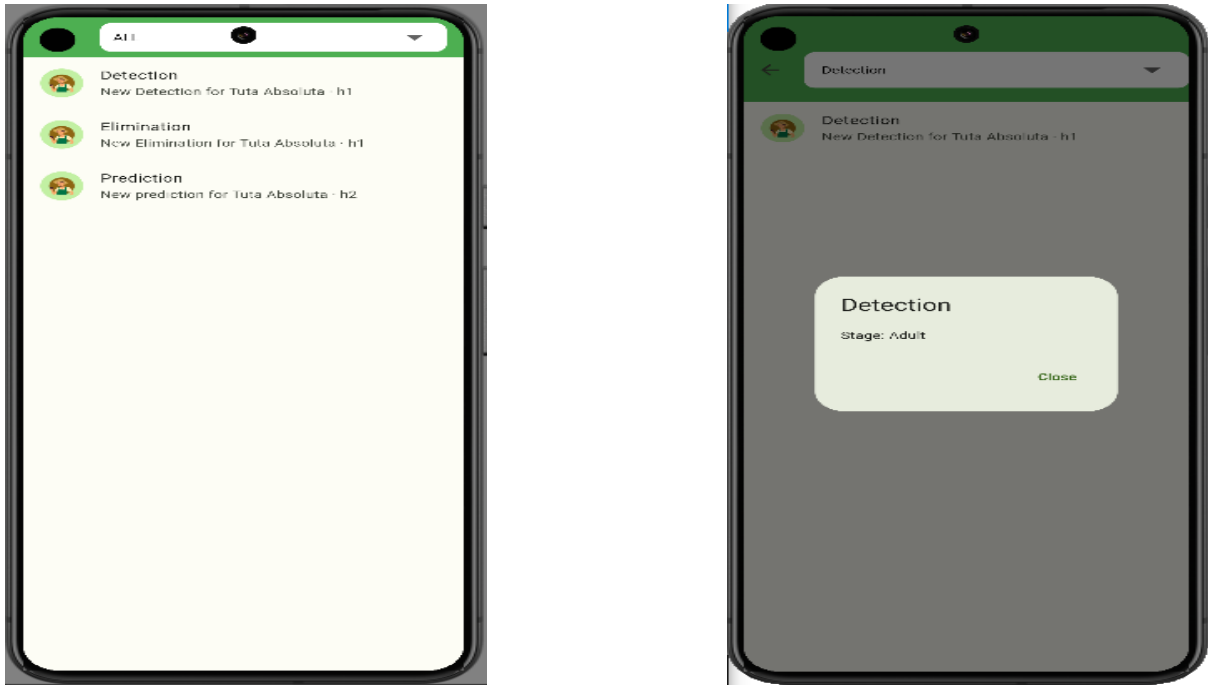 ALL
Detection
New Detection for Tuta Absoluta · h1
Elimination
New Elimination for Tuta Absoluta · h1
Prediction
New prediction for Tuta Absoluta · h2
Detection
Detection
New Detection for Tuta Absoluta · h1
Detection
Stage: Adult
Close